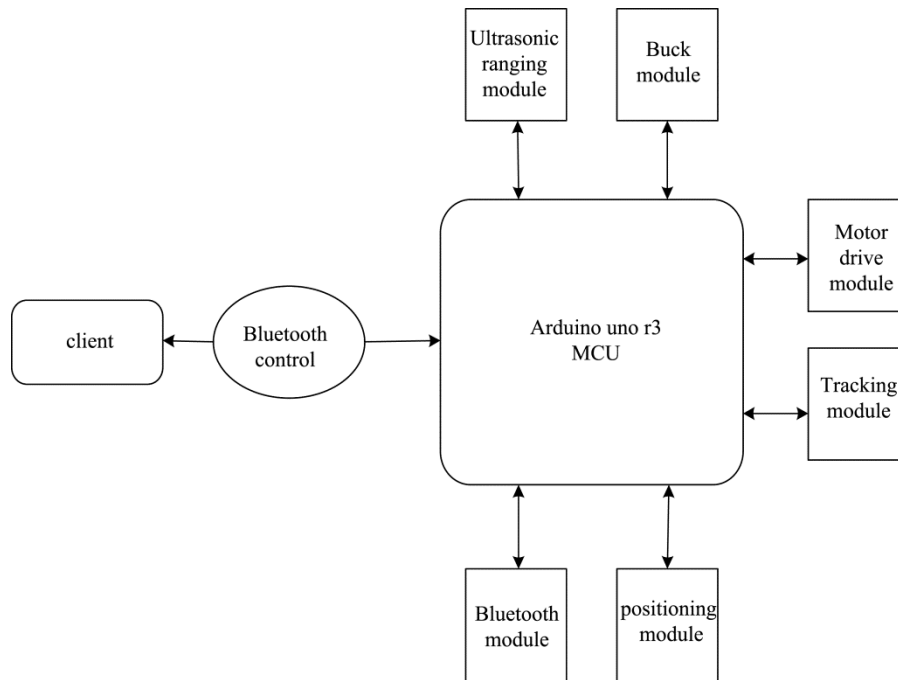 Ultrasonic
ranging
module
Buck
module
Motor
drive
module
client
Bluetooth
control
Arduino uno r3
MCU
Tracking
module
Bluetooth
module
positioning
module